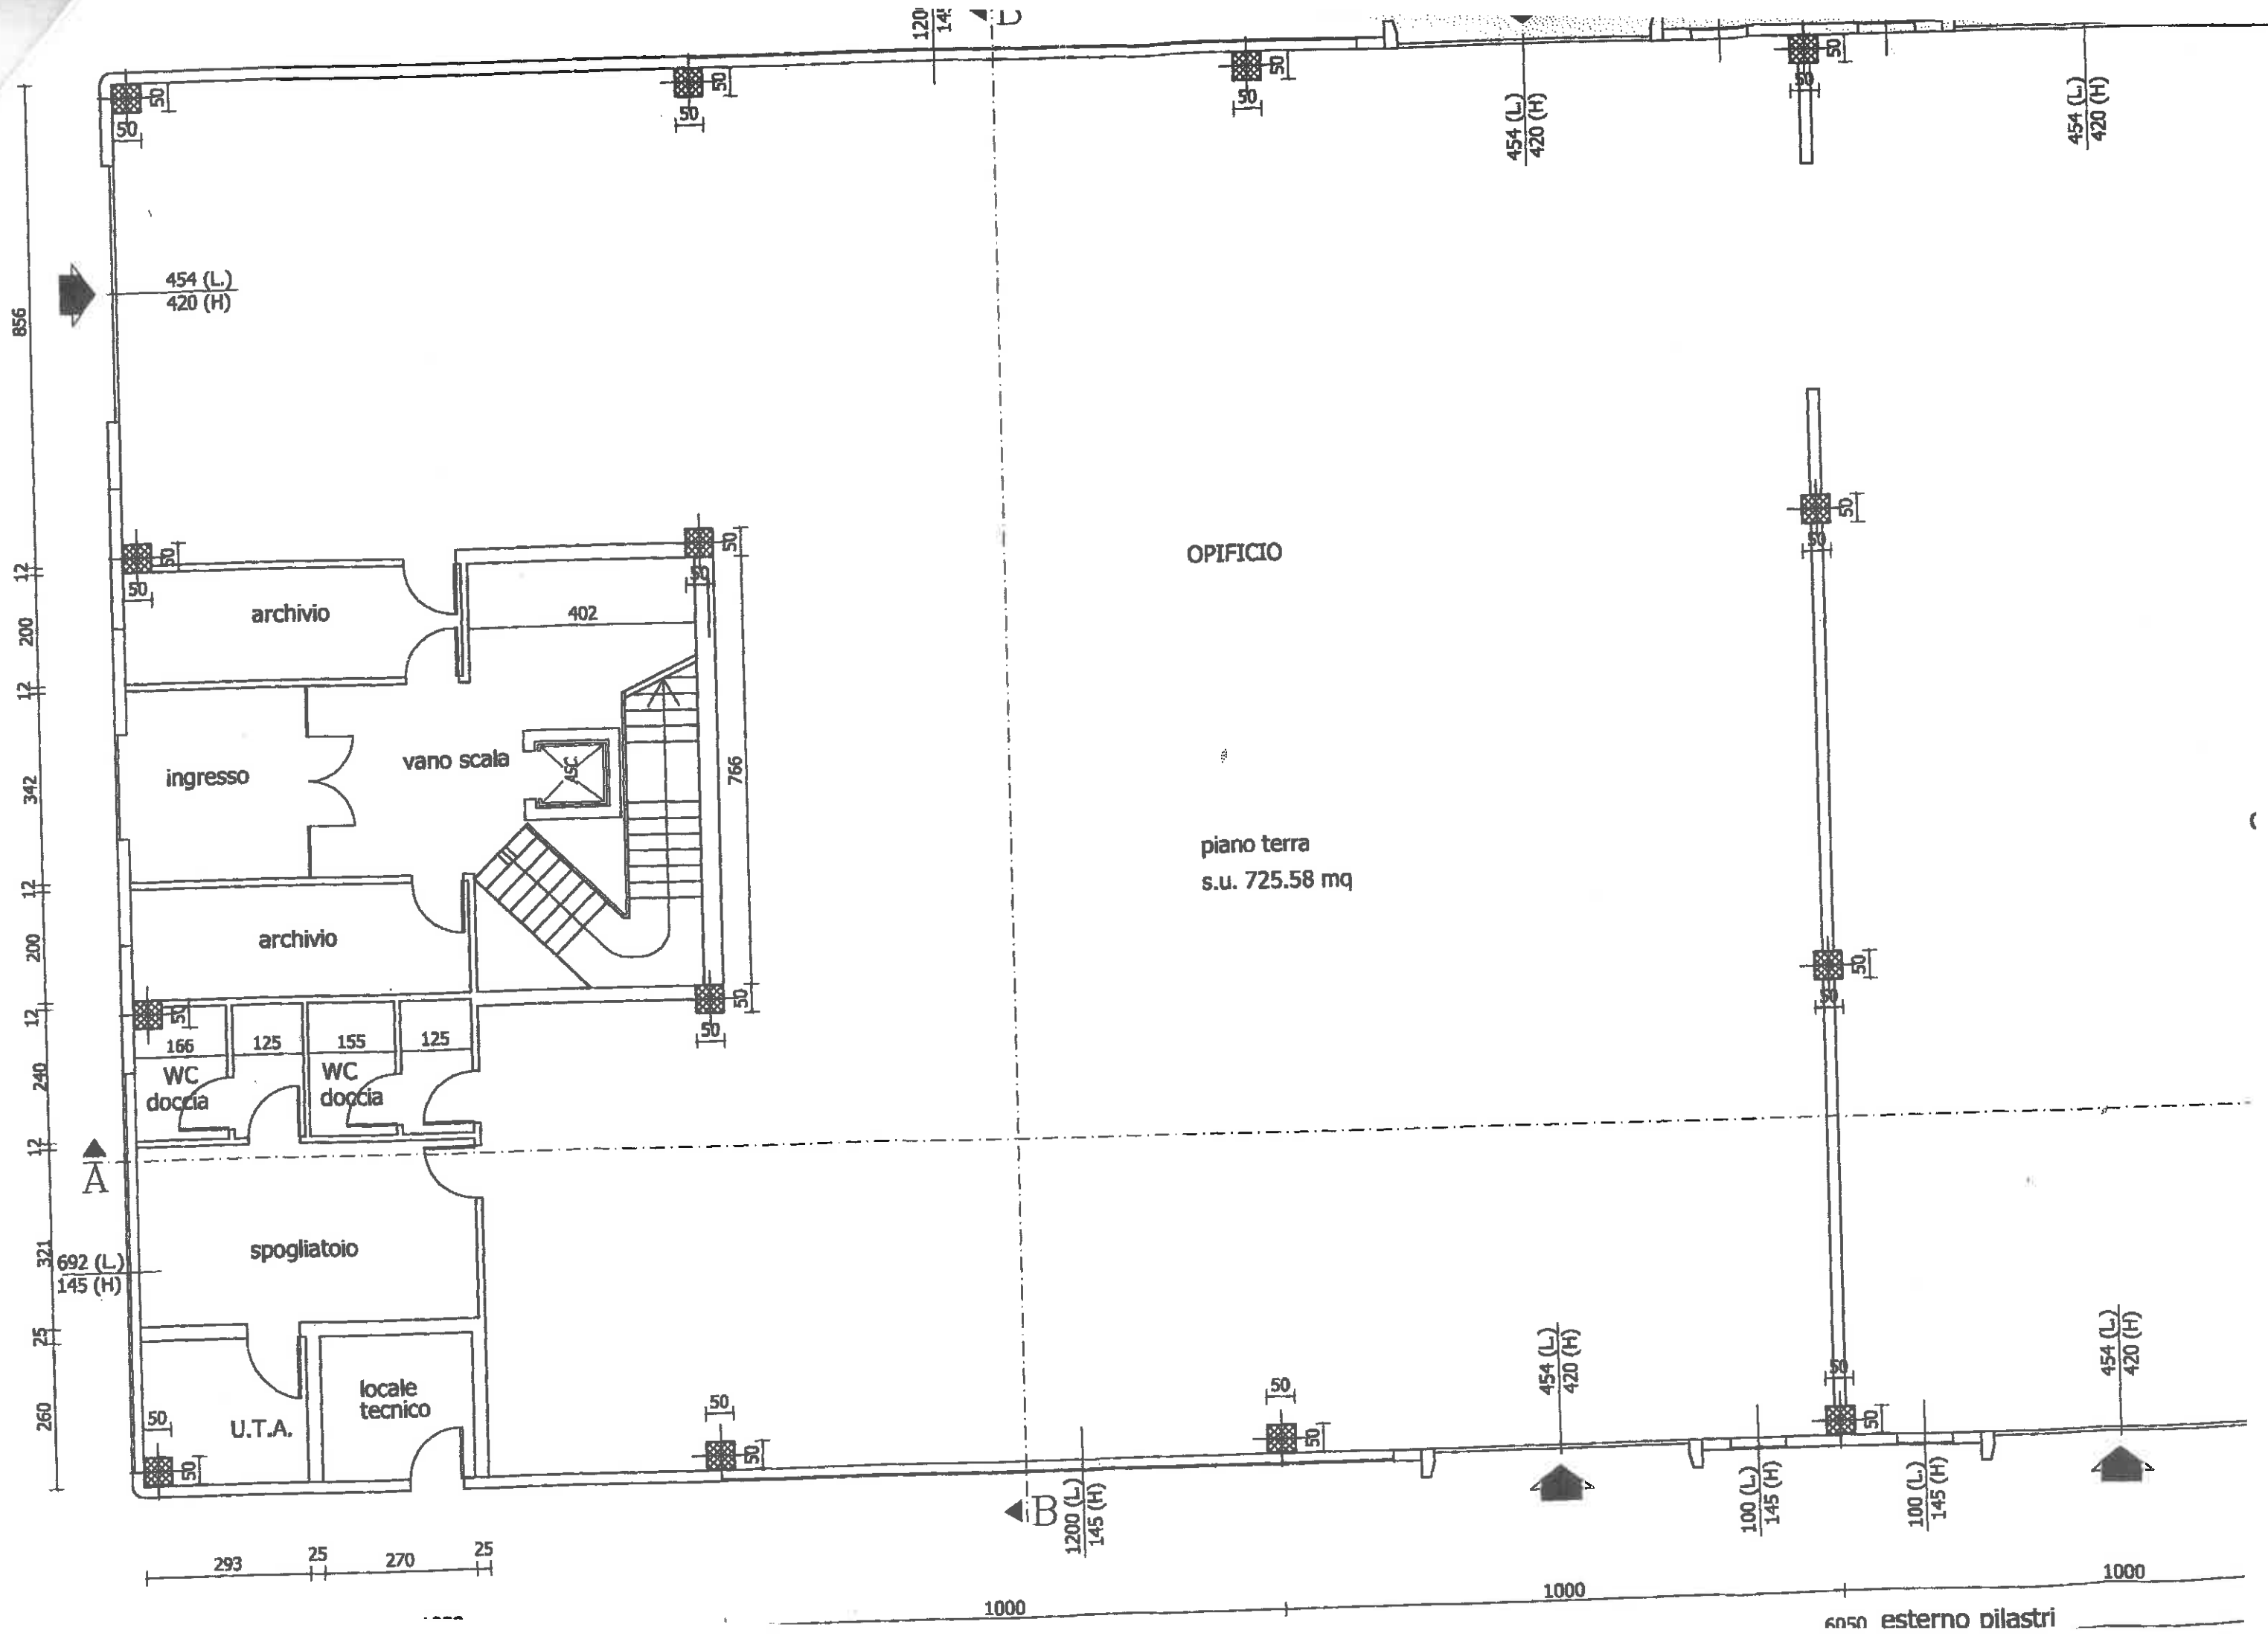 120
50
50
50
50
50
50
50
50
454 (L.)
420 (H)
454 (L.)
420 (H)
454 (L.)
420 (H)
856
50
50
50
50
50
50
OPIFICIO
12
200
12
archivio
402
342
ingresso
vano scala
ASC.
766
piano terra
s.u. 725.58 mq
12
200
archivio
12
50
50
50
50
50
166
125
155
125
240
WC
doccia
WC
doccia
12
A
321
692 (L.)
145 (H)
spogliatoio
25
260
U.T.A.
locale
tecnico
50
50
50
50
50
50
50
50
454 (L.)
420 (H)
454 (L.)
420 (H)
B
1200 (L.)
145 (H)
100 (L.)
145 (H)
100 (L.)
145 (H)
293
25
270
25
1000
1000
1000
6050 esterno pilastri